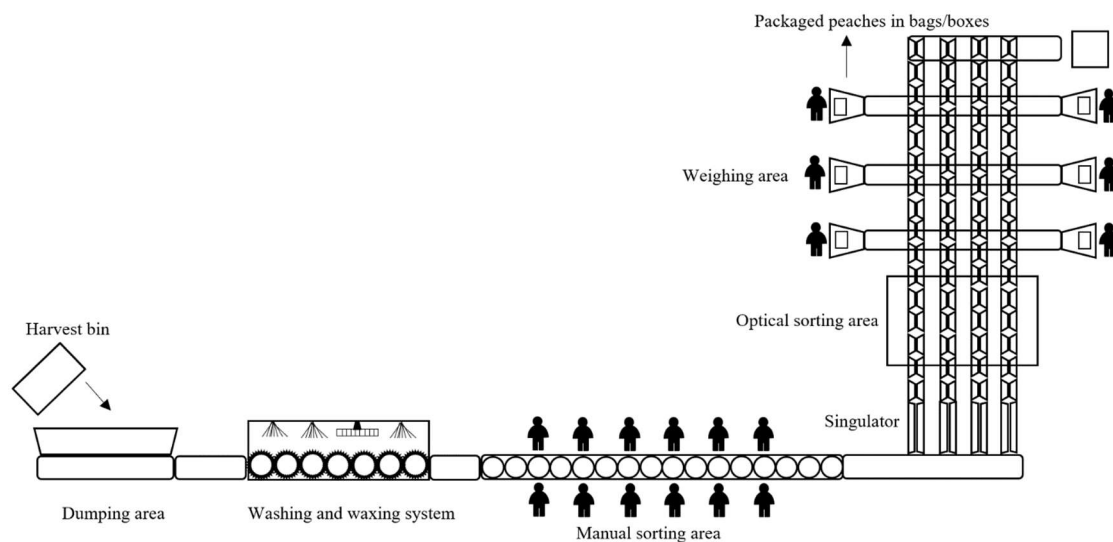 Packaged peaches in bags/boxes
Weighing area
Optical sorting area
Harvest bin
Singulator
Dumping area
Washing and waxing system
Manual sorting area